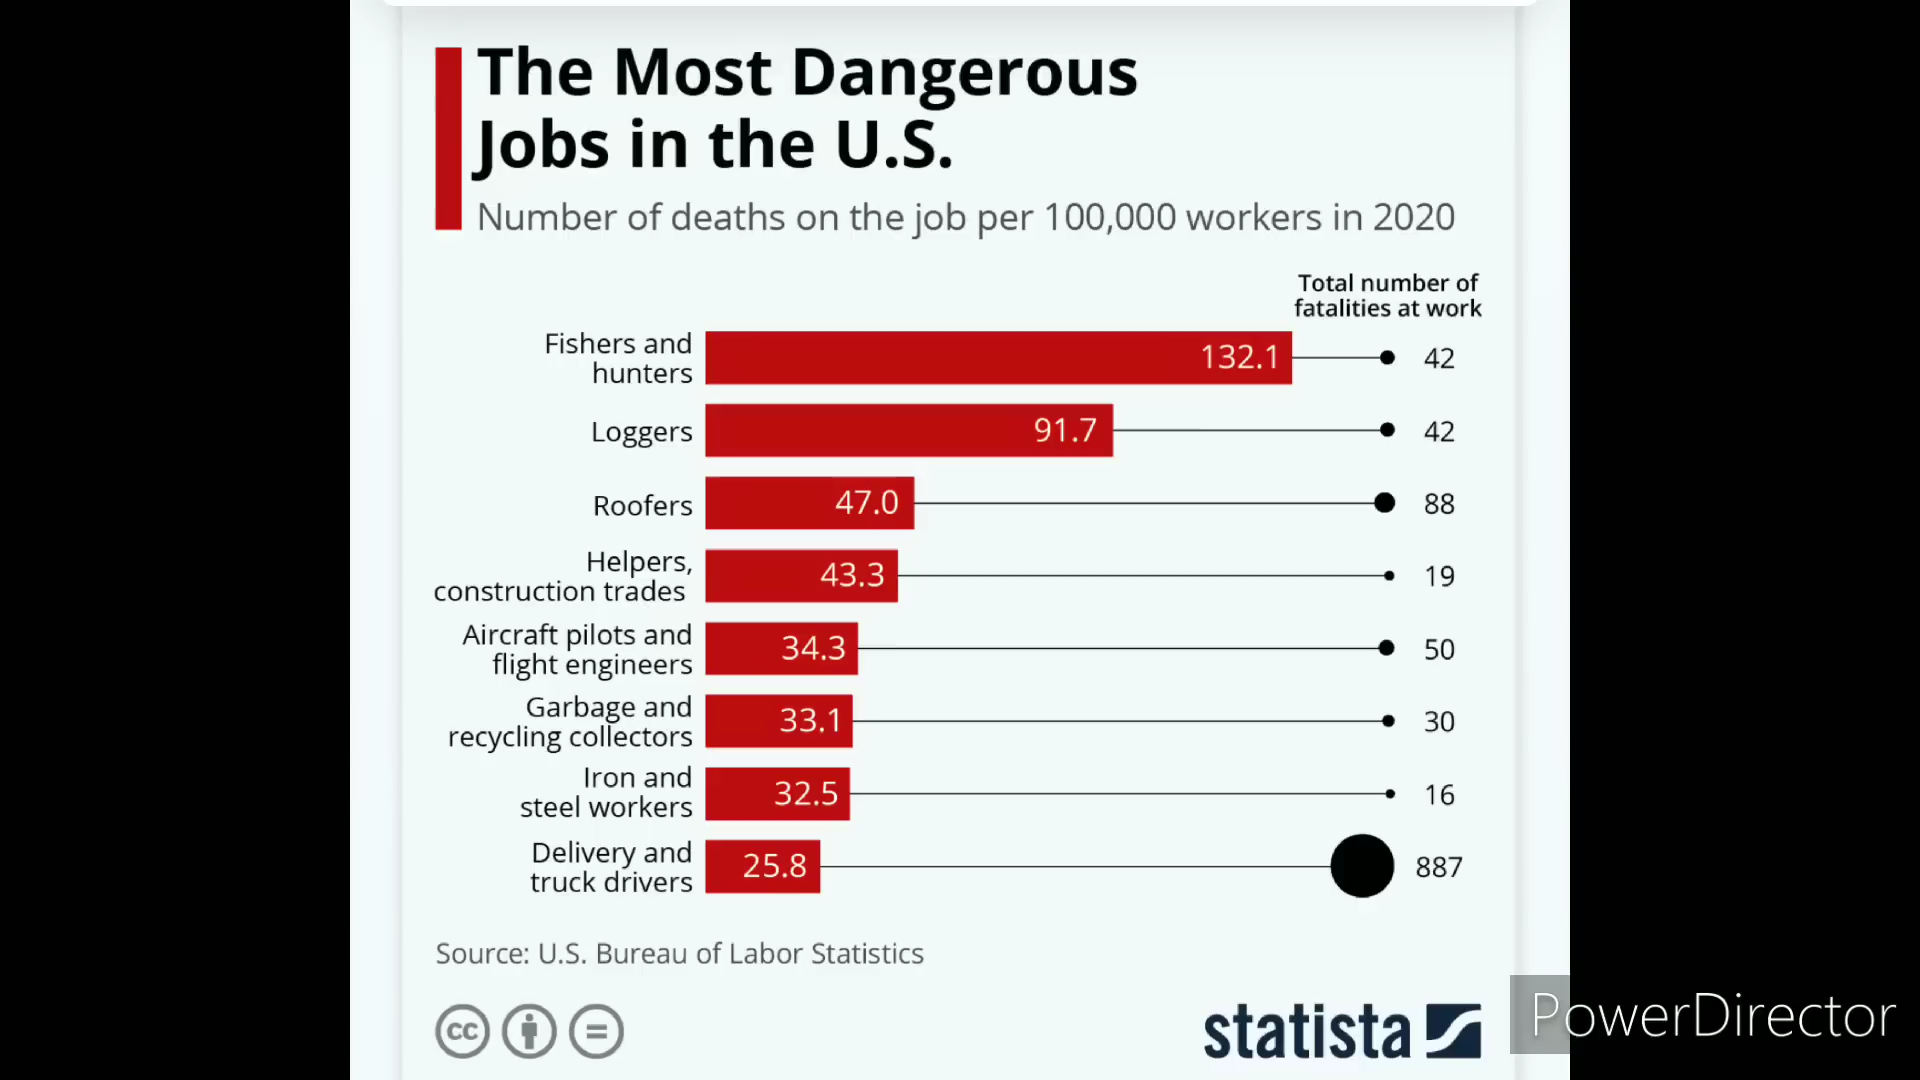 The Most Dangerous
Jobs in the U.S.
Number of deaths on the job per 100,000 workers in 2020
Total number of
fatalities at work
Fishers and
hunters
132.1
42
Loggers
91.7
42
Roofers
47.0
88
Helpers,
construction trades
43.3
19
Aircraft pilots and
flight engineers
34.3
50
Garbage and
recycling collectors
33.1
30
Iron and
steel workers
32.5
16
Delivery and
truck drivers
25.8
887
Source: U.S. Bureau of Labor Statistics
cc
statista
PowerDirector